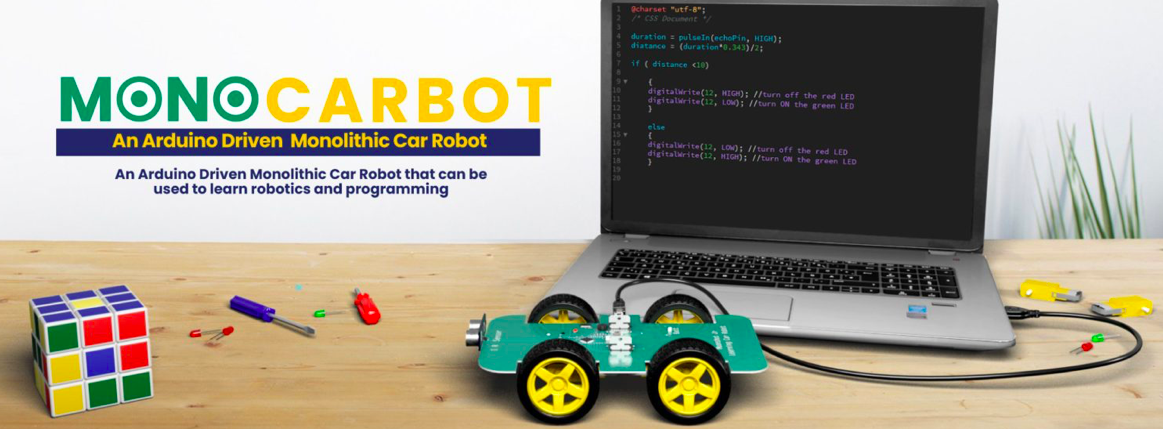 MONOCARBOT
An Arduino Driven Monolithic Car Robot
An Arduino Driven Monolithic Car Robot that can be
used to learn robotics and programming
1 @charset "utf-8";
2 /* CSS Document */
3
4 duration = pulseIn(echoPin, HIGH);
5 diatance = (duration*0.343)/2;
6
7 if ( distance <10)
8
9 {
10 digitalWrite(12, HIGH); //turn off the red LED
11 digitalWrite(12, LOW); //turn ON the green LED
12 }
13
14 else
15 {
16 digitalWrite(12, LOW); //turn off the red LED
17 digitalWrite(12, HIGH); //turn ON the green LED
18 }
19
20